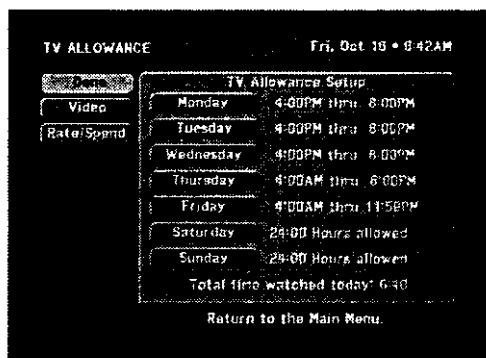 TV ALLOWANCE
Fri, Oct 16 • 8:42AM
Done
Video
Rate/Spend
TV Allowance Setup
Monday 4:00PM thru 8:00PM
Tuesday 4:00PM thru 8:00PM
Wednesday 4:00PM thru 8:00PM
Thursday 4:00AM thru 8:00PM
Friday 4:00AM thru 11:59PM
Saturday 24:00 Hours allowed
Sunday 24:00 Hours allowed
Total time watched today: 6:40
Return to the Main Menu.